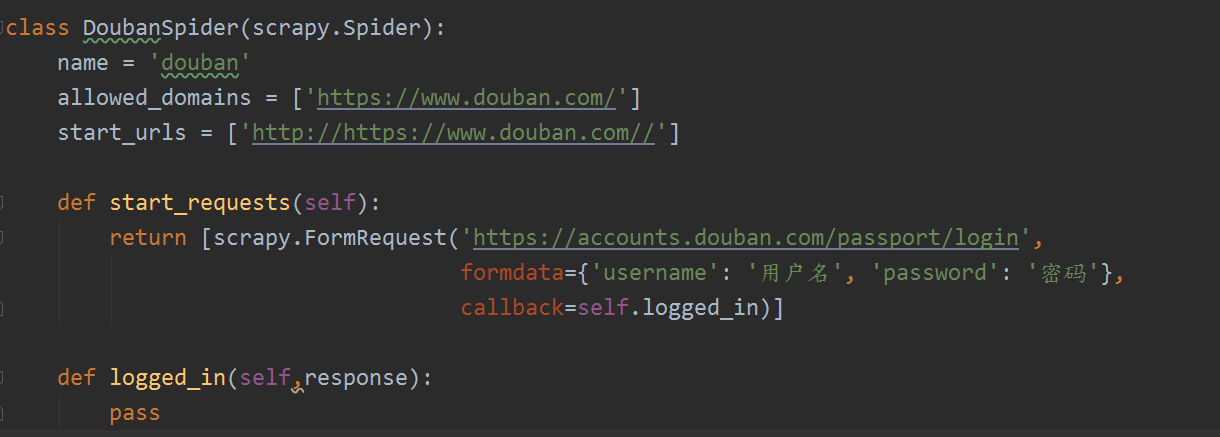 class DoubanSpider(scrapy.Spider):
    name = 'douban'
    allowed_domains = ['https://www.douban.com/']
    start_urls = ['http://https://www.douban.com//']

    def start_requests(self):
        return [scrapy.FormRequest('https://accounts.douban.com/passport/login',
                                   formdata={'username': '用户名', 'password': '密码'},
                                   callback=self.logged_in)]

    def logged_in(self,response):
        pass